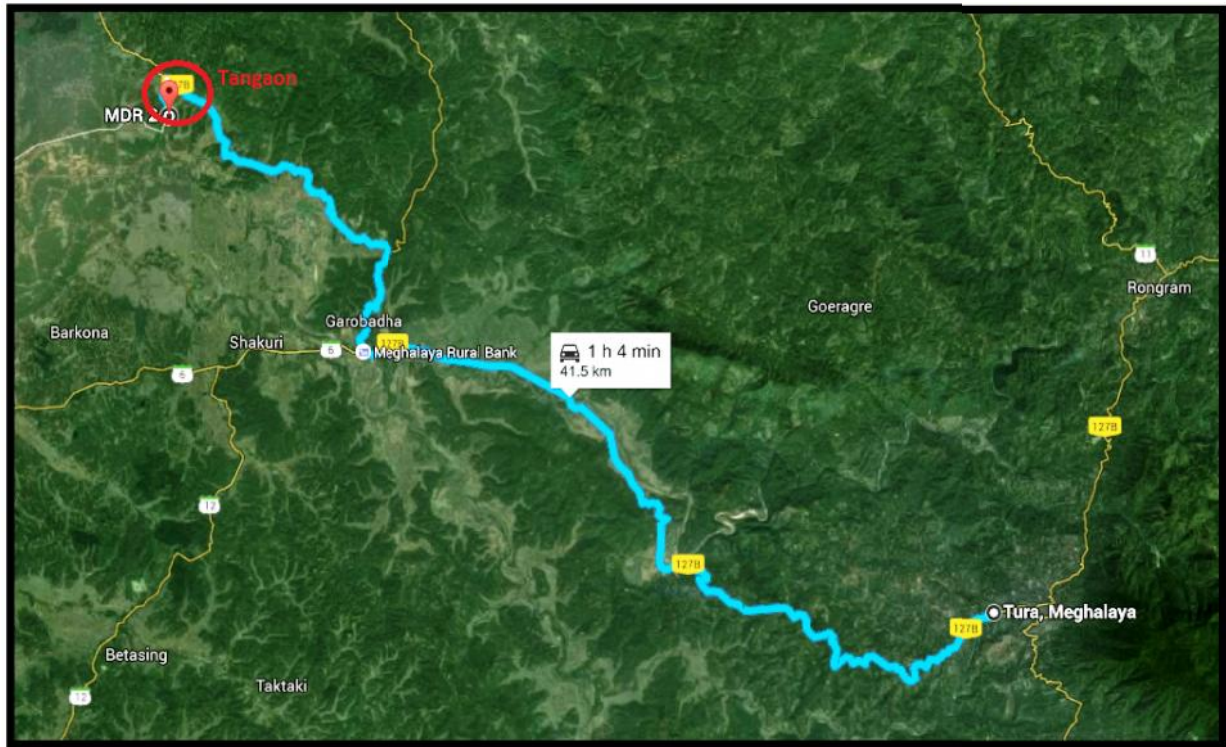 127B
Tangaon
MDR 2
11
Rongram
Goeragre
Garobadha
Barkona
Shakuri
6
127B
Meghalaya Rural Bank
1 h 4 min
41.5 km
6
127B
12
127B
Tura, Meghalaya
127B
Betasing
Taktaki
12